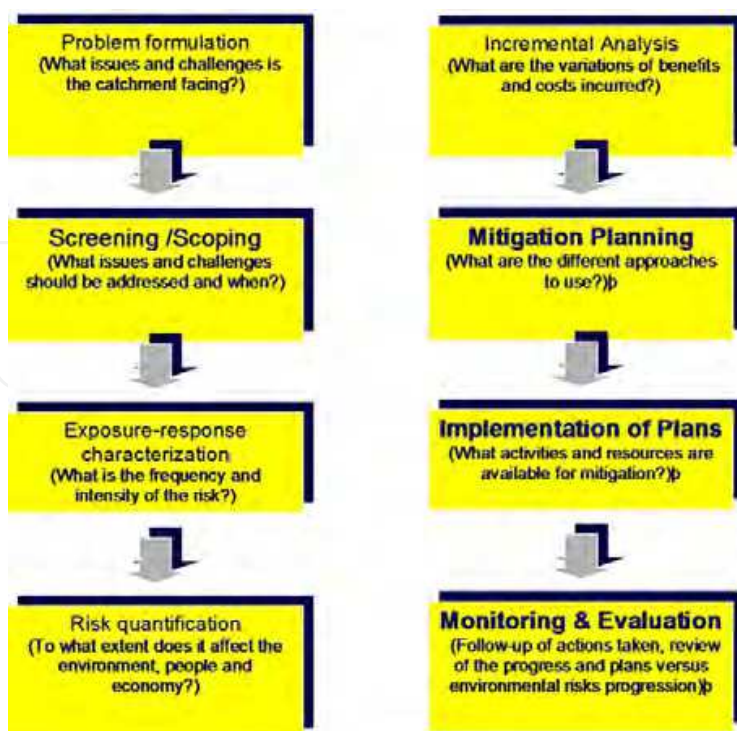 Problem formulation
(What issues and challenges is
the catchment facing?)
Screening /Scoping
(What issues and challenges
should be addressed and when?)
Exposure-response
characterization
(What is the frequency and
intensity of the risk?)
Risk quantification
(To what extent does it affect the
environment, people and
economy?)
Incremental Analysis
(What are the variations of benefits
and costs incurred?)
Mitigation Planning
(What are the different approaches
to use?)þ
Implementation of Plans
(What activities and resources are
available for mitigation?)þ
Monitoring & Evaluation
(Follow-up of actions taken, review
of the progress and plans versus
environmental risks progression)þ